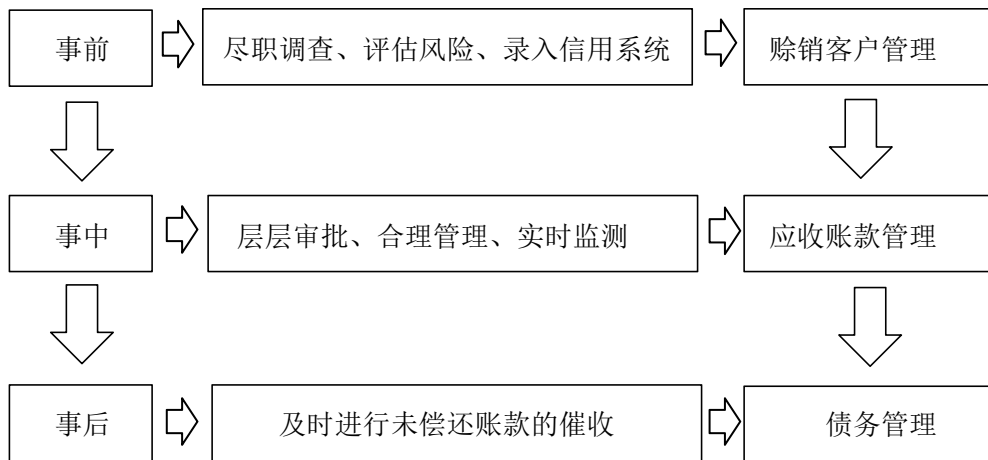 事前
尽职调查、评估风险、录入信用系统
赊销客户管理
事中
层层审批、合理管理、实时监测
应收账款管理
事后
及时进行未偿还账款的催收
债务管理